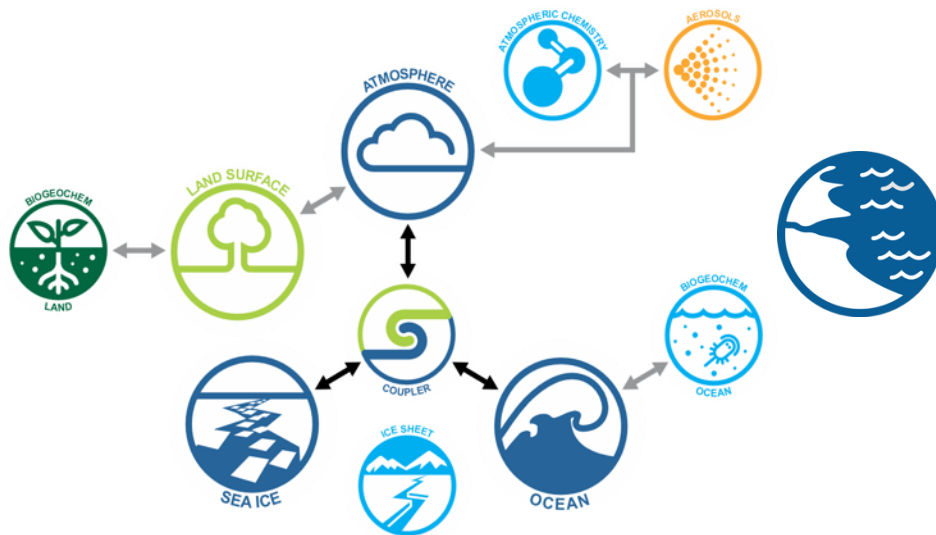 ATMOSPHERIC CHEMISTRY
AEROSOLS
ATMOSPHERE
LAND SURFACE
BIOGEOCHEM
LAND
BIOGEOCHEM
OCEAN
COUPLER
SEA ICE
ICE SHEET
OCEAN